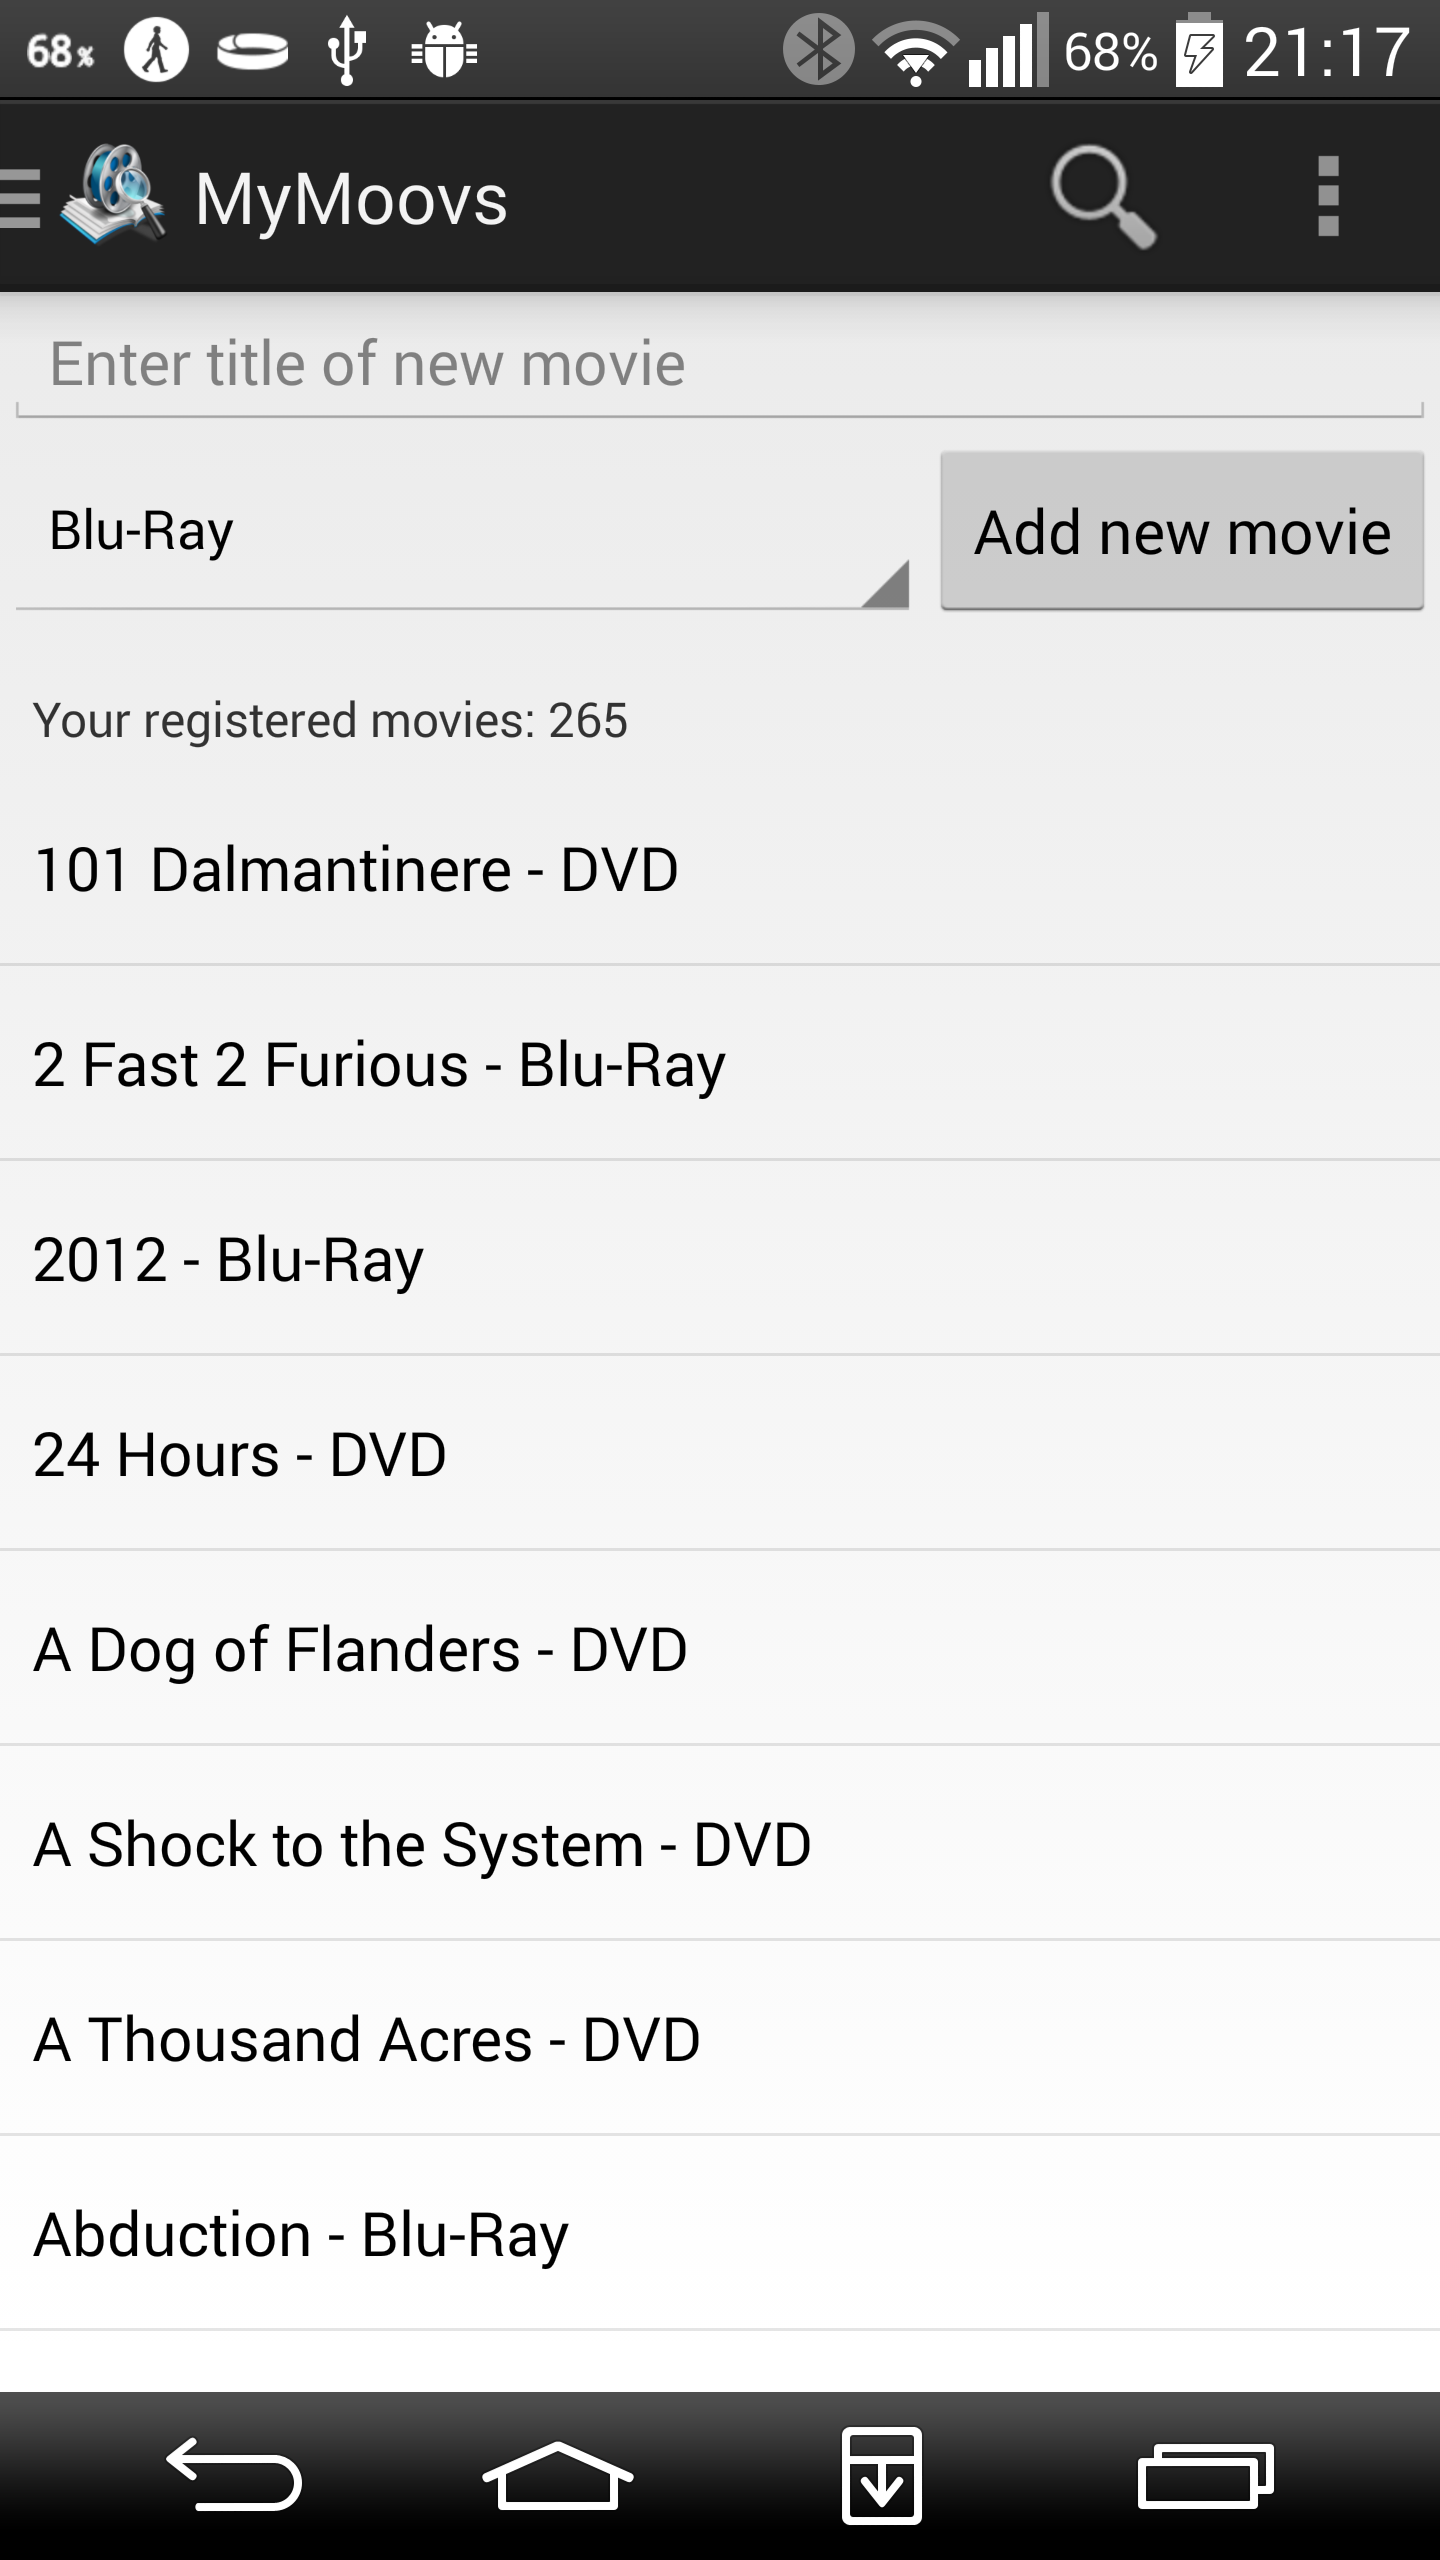 68% 68% 21:17
MyMoovs
Enter title of new movie
Blu-Ray Add new movie
Your registered movies: 265
101 Dalmantinere - DVD
2 Fast 2 Furious - Blu-Ray
2012 - Blu-Ray
24 Hours - DVD
A Dog of Flanders - DVD
A Shock to the System - DVD
A Thousand Acres - DVD
Abduction - Blu-Ray